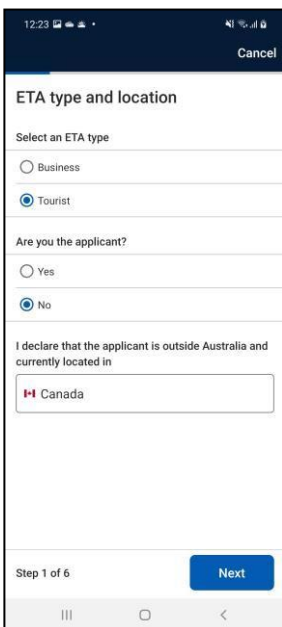 12:23
Cancel
ETA type and location
Select an ETA type
Business
Tourist
Are you the applicant?
Yes
No
I declare that the applicant is outside Australia and
currently located in
Canada
Step 1 of 6
Next